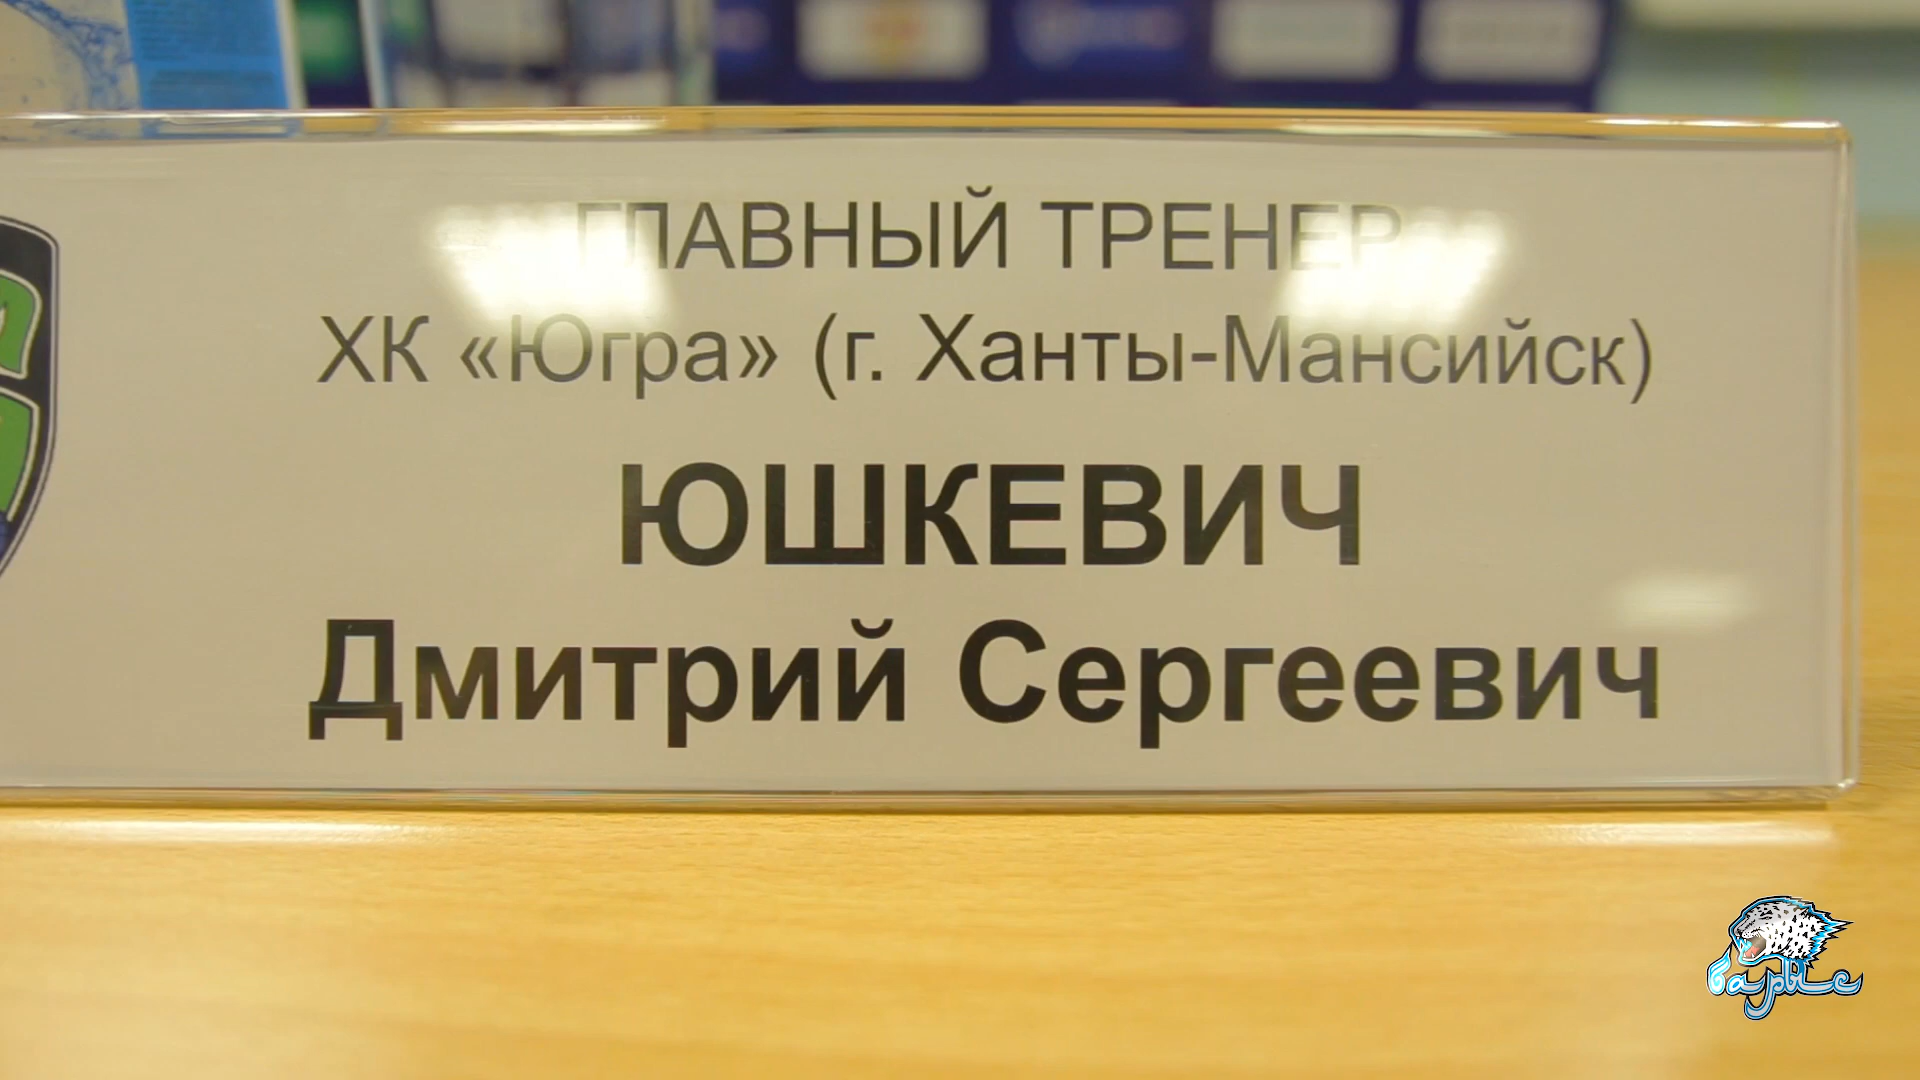 ГЛАВНЫЙ ТРЕНЕР
ХК «Югра» (г. Ханты-Мансийск)
ЮШКЕВИЧ
Дмитрий Сергеевич
барыс